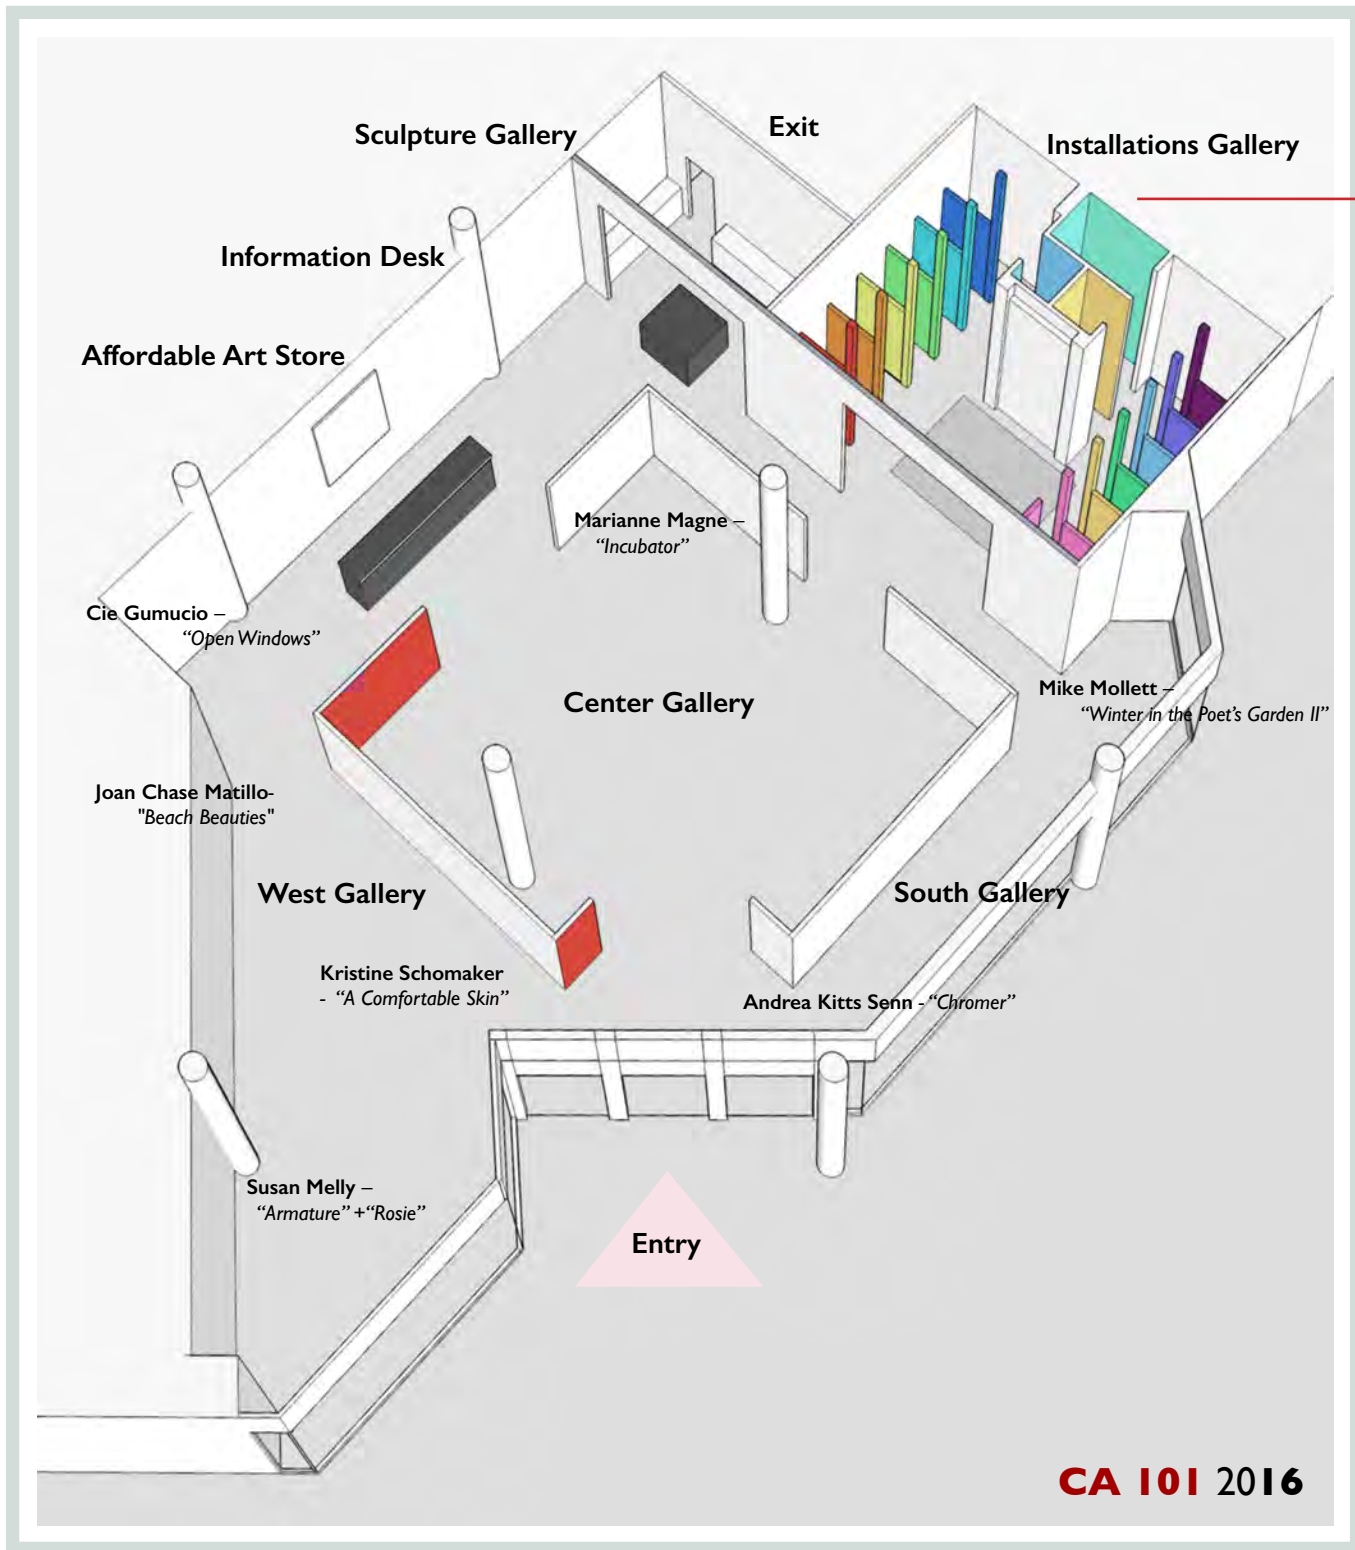 Exit
Sculpture Gallery
Installations Gallery
Information Desk
Affordable Art Store
Marianne Magne –
“Incubator”
Cie Gumucio –
“Open Windows”
Center Gallery
Mike Mollett –
“Winter in the Poet’s Garden II”
Joan Chase Matillo-
"Beach Beauties"
West Gallery
South Gallery
Kristine Schomaker
- “A Comfortable Skin”
Andrea Kitts Senn - “Chromer”
Susan Melly –
“Armature” +“Rosie”
Entry
CA 101 2016